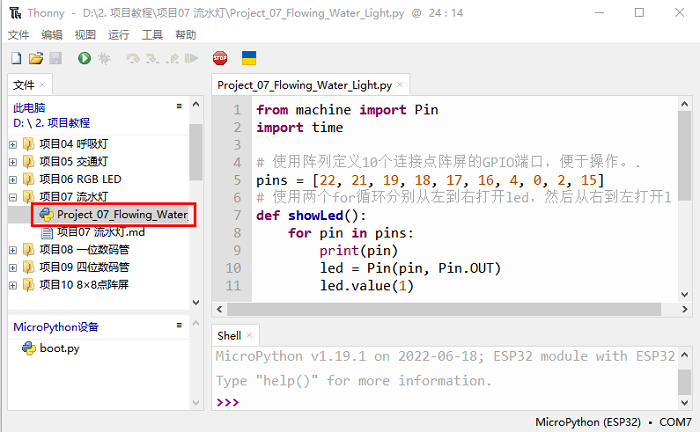 Thonny - D:\2. 项目教程\项目07 流水灯\Project_07_Flowing_Water_Light.py @ 24 : 14
文件 编辑 视图 运行 工具 帮助
STOP
文件
此电脑
D: \ 2. 项目教程
项目04 呼吸灯
项目05 交通灯
项目06 RGB LED
项目07 流水灯
Project_07_Flowing_Water_
项目07 流水灯.md
项目08 一位数码管
项目09 四位数码管
项目10 8×8点阵屏
MicroPython设备
boot.py
Project_07_Flowing_Water_Light.py
1 from machine import Pin
2 import time
3
4 # 使用阵列定义10个连接点阵屏的GPIO端口，便于操作。.
5 pins = [22, 21, 19, 18, 17, 16, 4, 0, 2, 15]
6 # 使用两个for循环分别从左到右打开led，然后从右到左打开l
7 def showLed():
8 for pin in pins:
9 print(pin)
10 led = Pin(pin, Pin.OUT)
11 led.value(1)
Shell
MicroPython v1.19.1 on 2022-06-18; ESP32 module with ESP32
Type "help()" for more information.
>>>
MicroPython (ESP32) • COM7